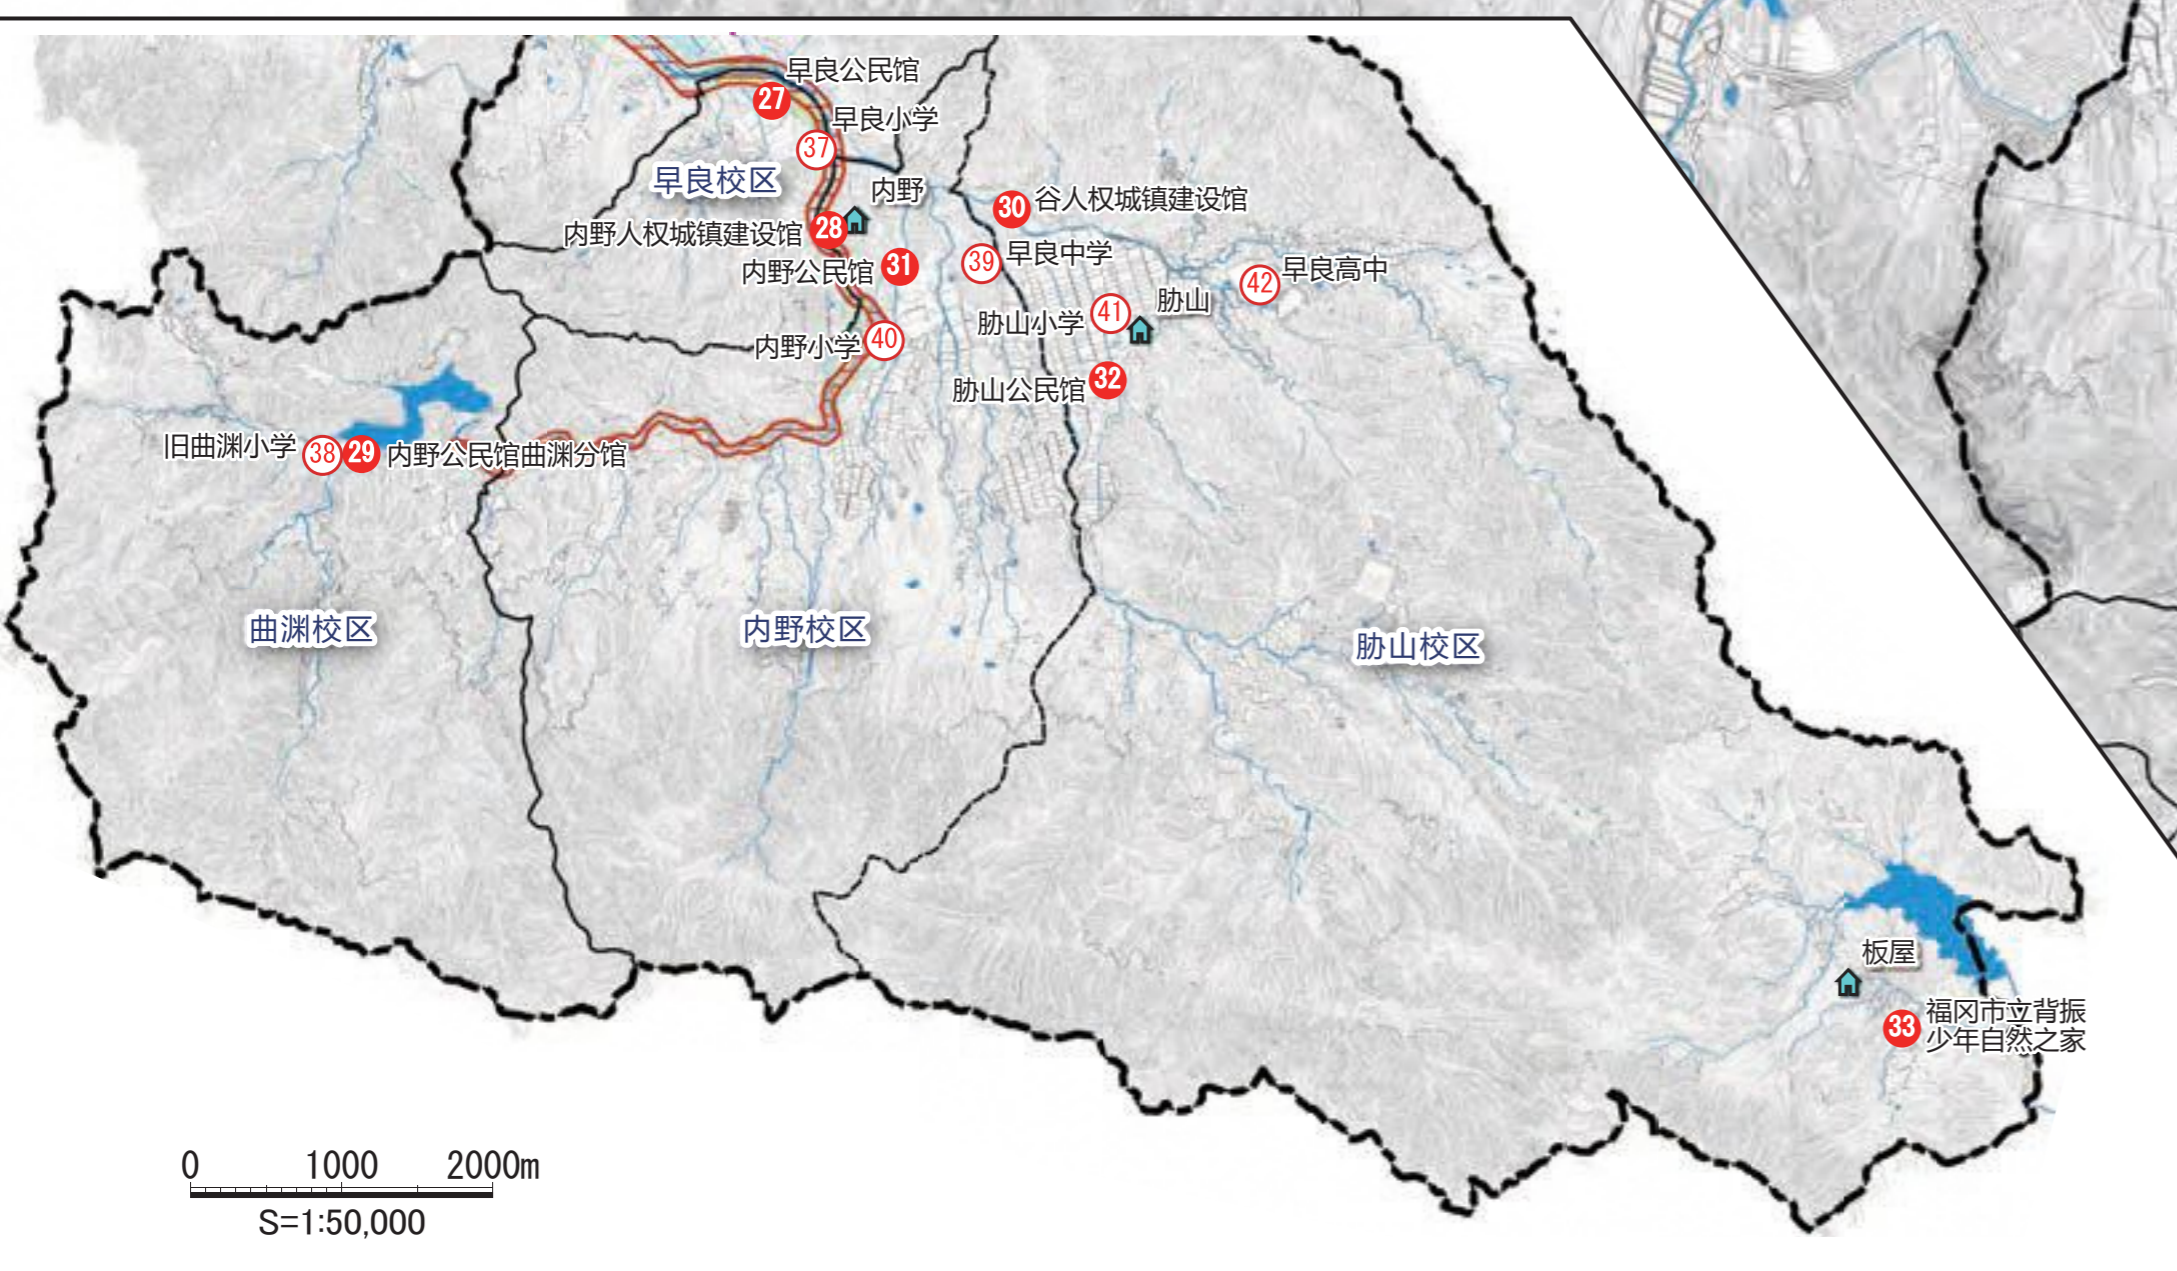 早良公民馆
27
早良小学
37
早良校区
内野
30 谷人权城镇建设馆
内野人权城镇建设馆 28
39 早良中学
内野公民馆 31
42 早良高中
胁山
胁山小学 41
内野小学 40
胁山公民馆 32
旧曲渊小学 38 29 内野公民馆曲渊分馆
曲渊校区
内野校区
胁山校区
板屋
33 福冈市立背振
少年自然之家
0 1000 2000m
S=1:50,000